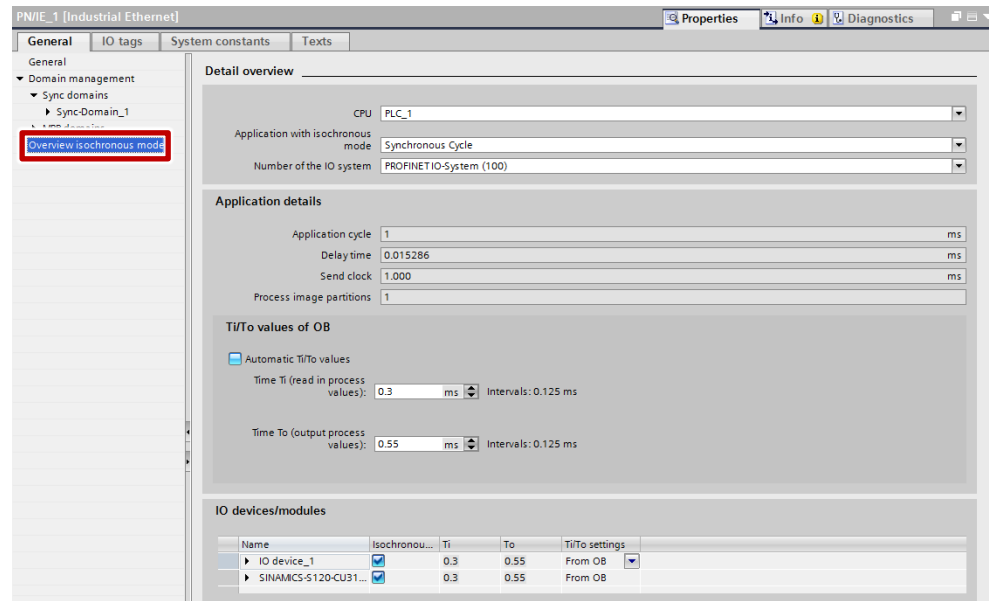 PN/IE_1 [Industrial Ethernet]
Properties
Info
Diagnostics
General
IO tags
System constants
Texts
General
Domain management
Sync domains
Sync-Domain_1
Overview isochronous mode
Detail overview
CPU
PLC_1
Application with isochronous
mode
Synchronous Cycle
Number of the IO system
PROFINET IO-System (100)
Application details
Application cycle
1
ms
Delay time
0.015286
ms
Send clock
1.000
ms
Process image partitions
1
Ti/To values of OB
Automatic Ti/To values
Time Ti (read in process
values):
0.3
ms
Intervals: 0.125 ms
Time To (output process
values):
0.55
ms
Intervals: 0.125 ms
IO devices/modules
Name
Isochronou...
Ti
To
Ti/To settings
IO device_1
0.3
0.55
From OB
SINAMICS-S120-CU31...
0.3
0.55
From OB